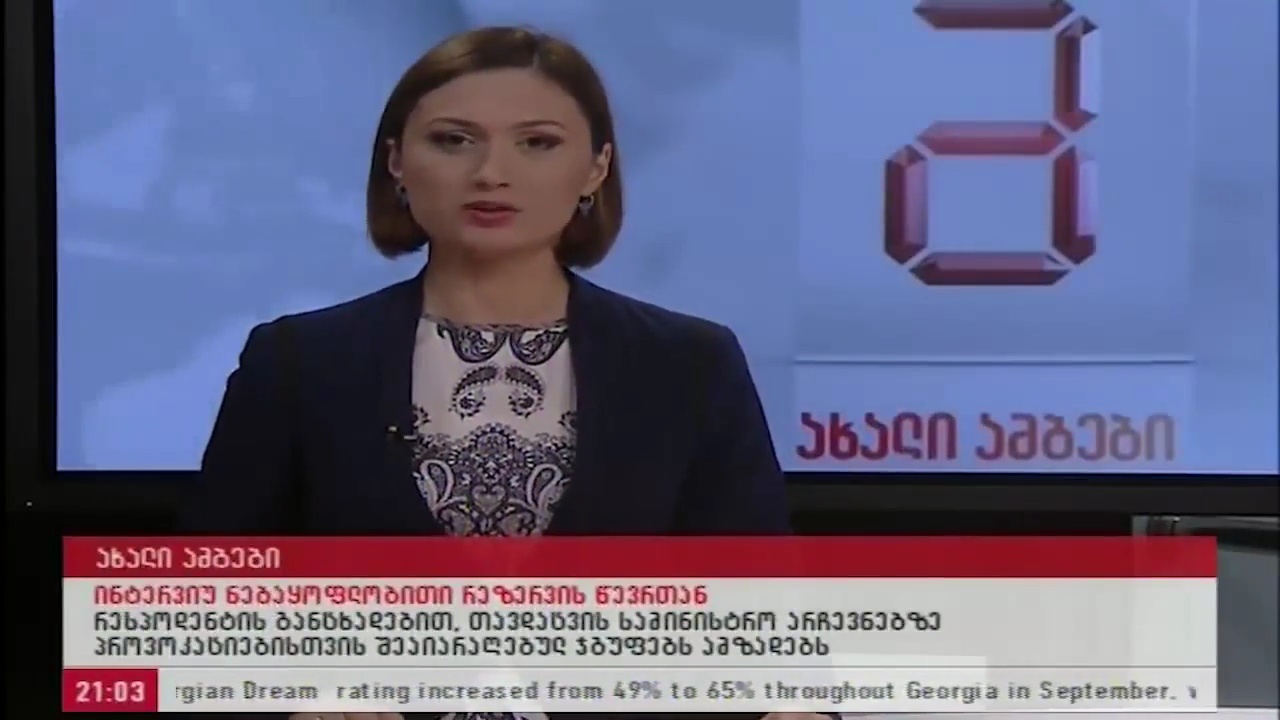 ახალი ამბები
ახალი ამბები
ინტერვიუ ნებაყოფლობითი რეზერვის წევრთან
რესპოდენტის განცხადებით, თავდაცვის სამინისტრო არჩევნებზე
პროვოკაციებისთვის შეაიარაღებულ ჯგუფებს ამზადებს
21:03 rgian Dream rating increased from 49% to 65% throughout Georgia in September.